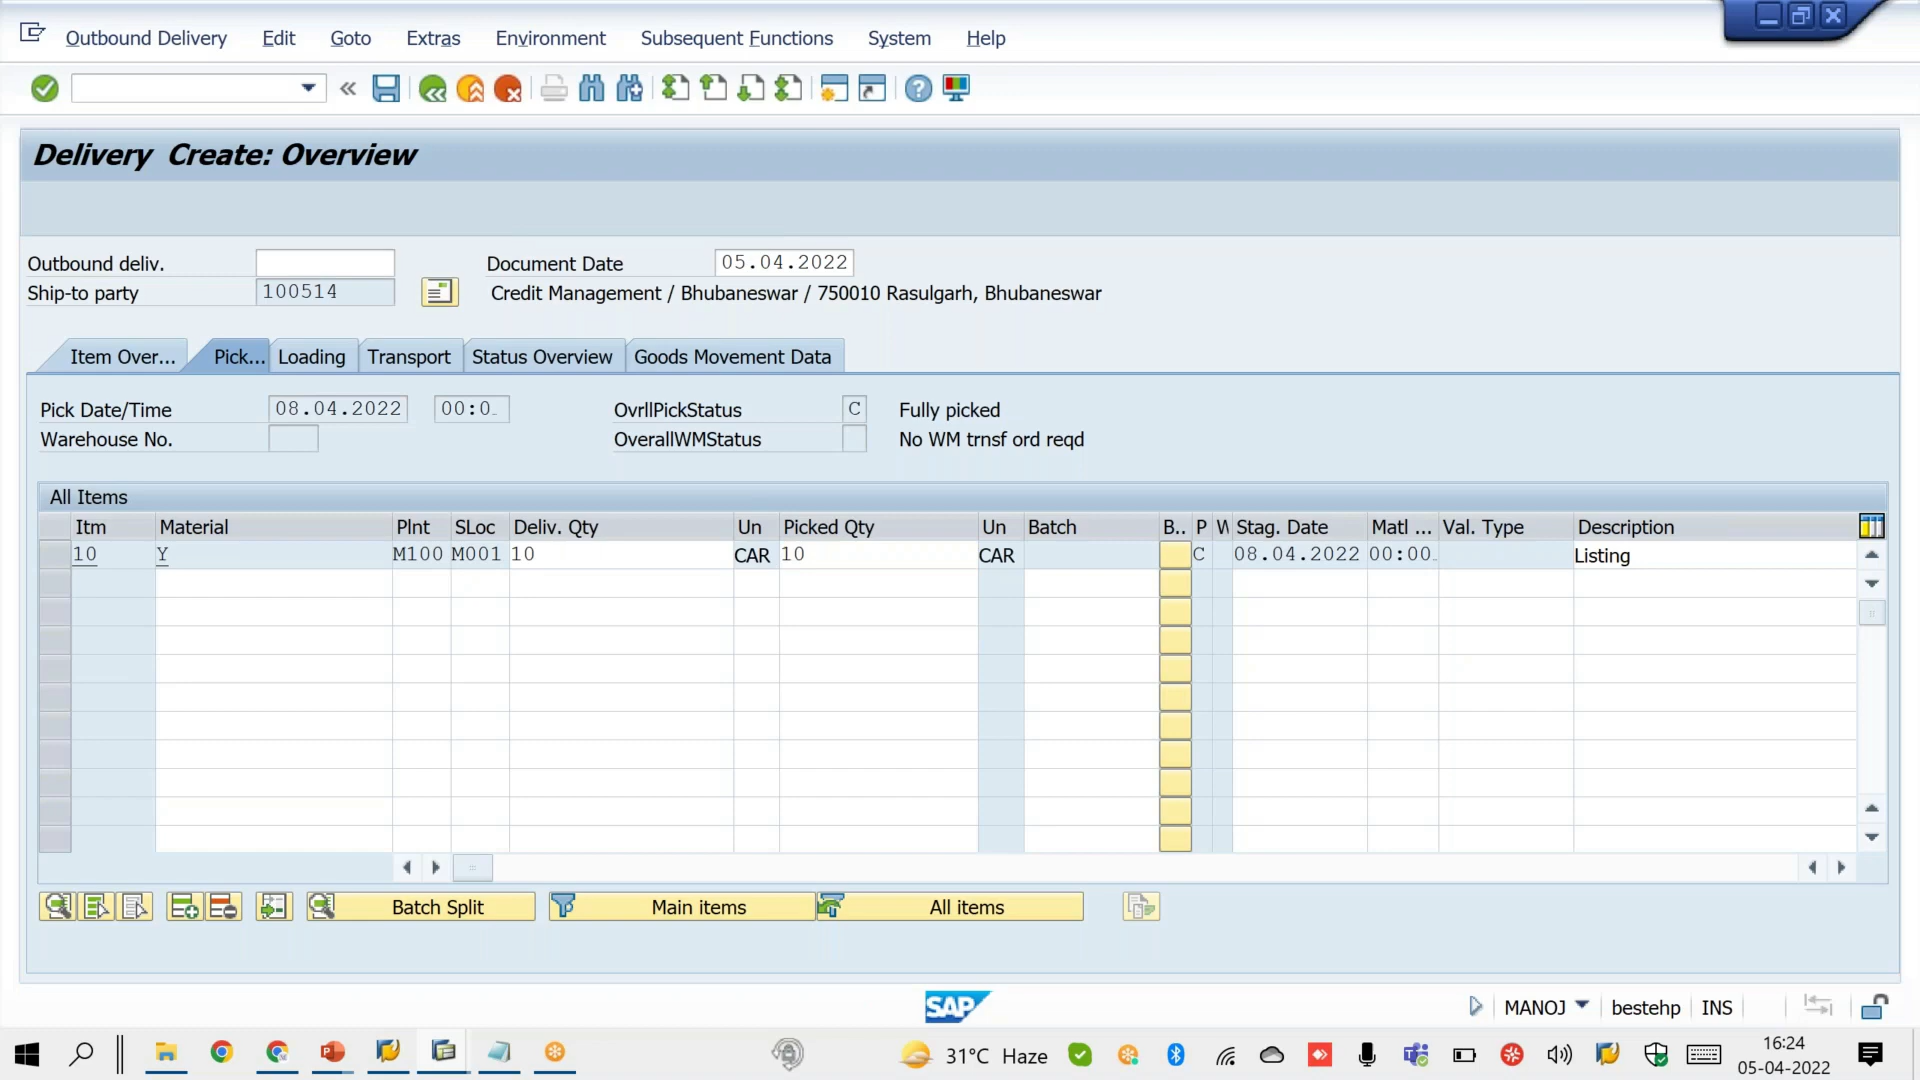 Outbound Delivery Edit Goto Extras Environment Subsequent Functions System Help
Delivery Create: Overview
Outbound deliv. Document Date 05.04.2022
Ship-to party 100514 Credit Management / Bhubaneswar / 750010 Rasulgarh, Bhubaneswar
Item Over... Pick... Loading Transport Status Overview Goods Movement Data
Pick Date/Time 08.04.2022 00:0 OvrllPickStatus C Fully picked
Warehouse No. OverallWMStatus No WM trnsf ord reqd
All Items
Itm Material Plnt SLoc Deliv. Qty Un Picked Qty Un Batch B.. P W Stag. Date Matl ... Val. Type Description
10 Y M100 M001 10 CAR 10 CAR C 08.04.2022 00:00 Listing
Batch Split Main items All items
SAP MANOJ bestehp INS
31°C Haze 16:24
05-04-2022